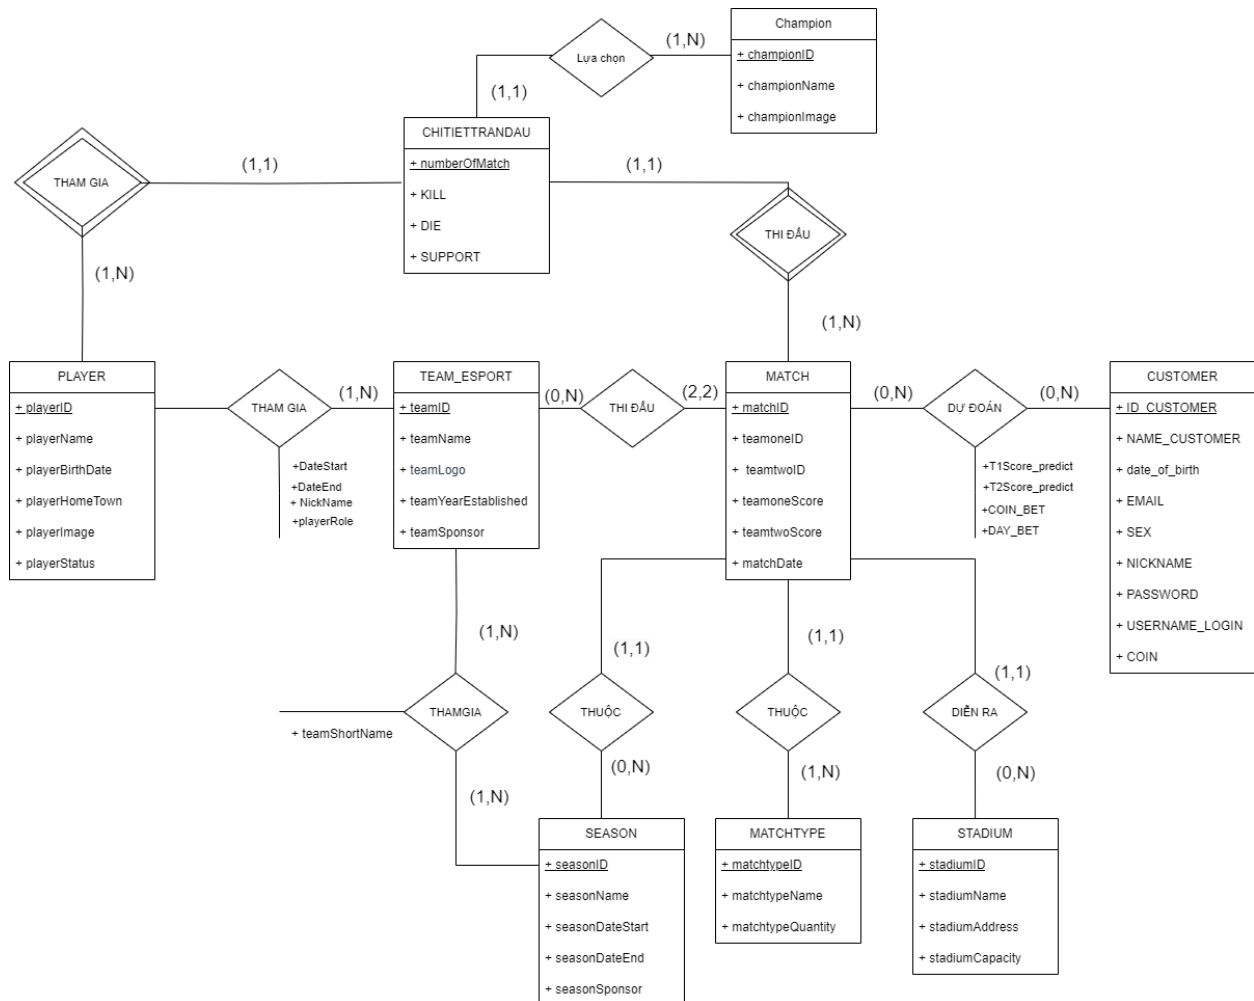 Champion
+ championID
+ championName
+ championImage
Lựa chọn
(1,N)
(1,1)
CHITIETTRANDAU
+ numberOfMatch
+ KILL
+ DIE
+ SUPPORT
THAM GIA
(1,1)
(1,1)
THI ĐẤU
(1,N)
(1,N)
PLAYER
+ playerID
+ playerName
+ playerBirthDate
+ playerHomeTown
+ playerImage
+ playerStatus
THAM GIA
(1,N)
+DateStart
+DateEnd
+ NickName
+playerRole
TEAM_ESPORT
+ teamID
+ teamName
+ teamLogo
+ teamYearEstablished
+ teamSponsor
(0,N)
THI ĐẤU
(2,2)
MATCH
+ matchID
+ teamoneID
+ teamtwoID
+ teamoneScore
+ teamtwoScore
+ matchDate
(0,N)
DỰ ĐOÁN
(0,N)
+T1Score_predict
+T2Score_predict
+COIN_BET
+DAY_BET
CUSTOMER
+ ID_CUSTOMER
+ NAME_CUSTOMER
+ date_of_birth
+ EMAIL
+ SEX
+ NICKNAME
+ PASSWORD
+ USERNAME_LOGIN
+ COIN
(1,N)
(1,1)
(1,1)
(1,1)
THAMGIA
+ teamShortName
THUỘC
THUỘC
DIỄN RA
(1,N)
(0,N)
(1,N)
(0,N)
SEASON
+ seasonID
+ seasonName
+ seasonDateStart
+ seasonDateEnd
+ seasonSponsor
MATCHTYPE
+ matchtypeID
+ matchtypeName
+ matchtypeQuantity
STADIUM
+ stadiumID
+ stadiumName
+ stadiumAddress
+ stadiumCapacity